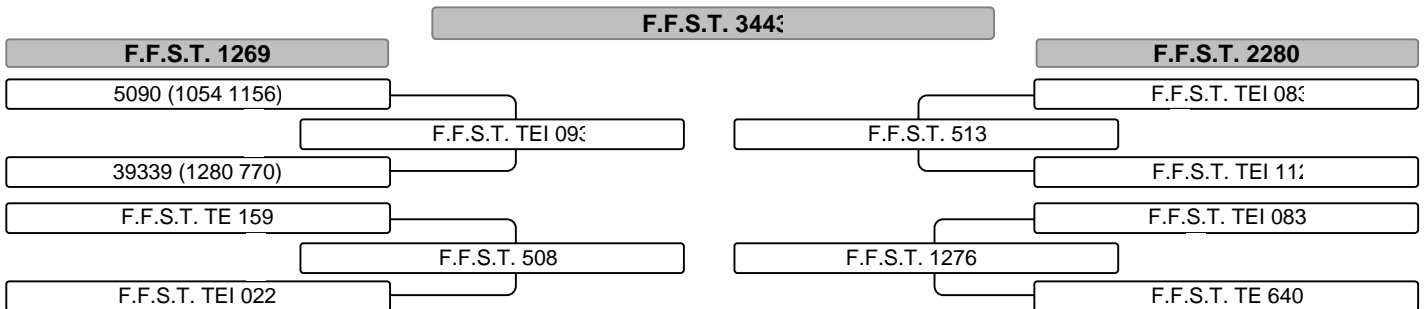 F.F.S.T. 3443
F.F.S.T. 1269
F.F.S.T. 2280
5090 (1054 1156)
F.F.S.T. TEI 083
F.F.S.T. TEI 093
F.F.S.T. 513
39339 (1280 770)
F.F.S.T. TEI 112
F.F.S.T. TE 159
F.F.S.T. TEI 083
F.F.S.T. 508
F.F.S.T. 1276
F.F.S.T. TEI 022
F.F.S.T. TE 640